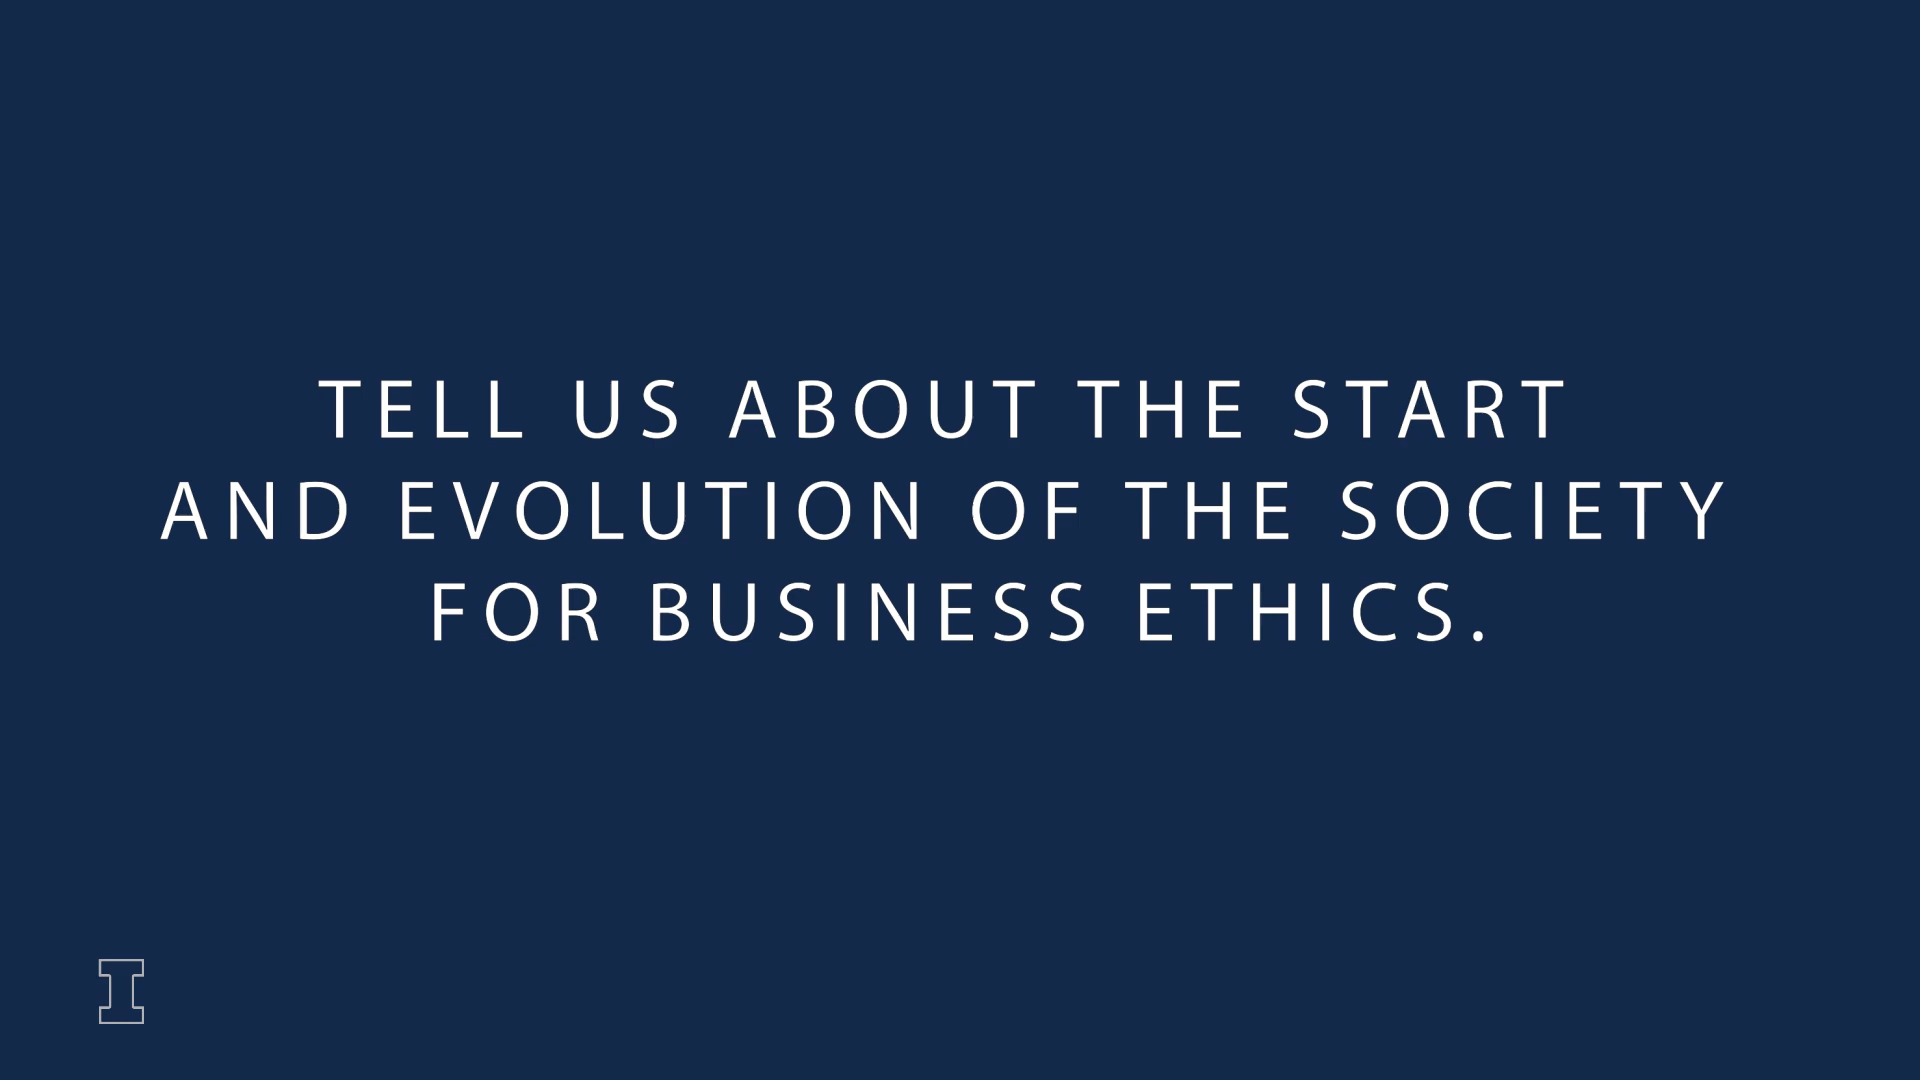 TELL US ABOUT THE START
AND EVOLUTION OF THE SOCIETY
FOR BUSINESS ETHICS.
I